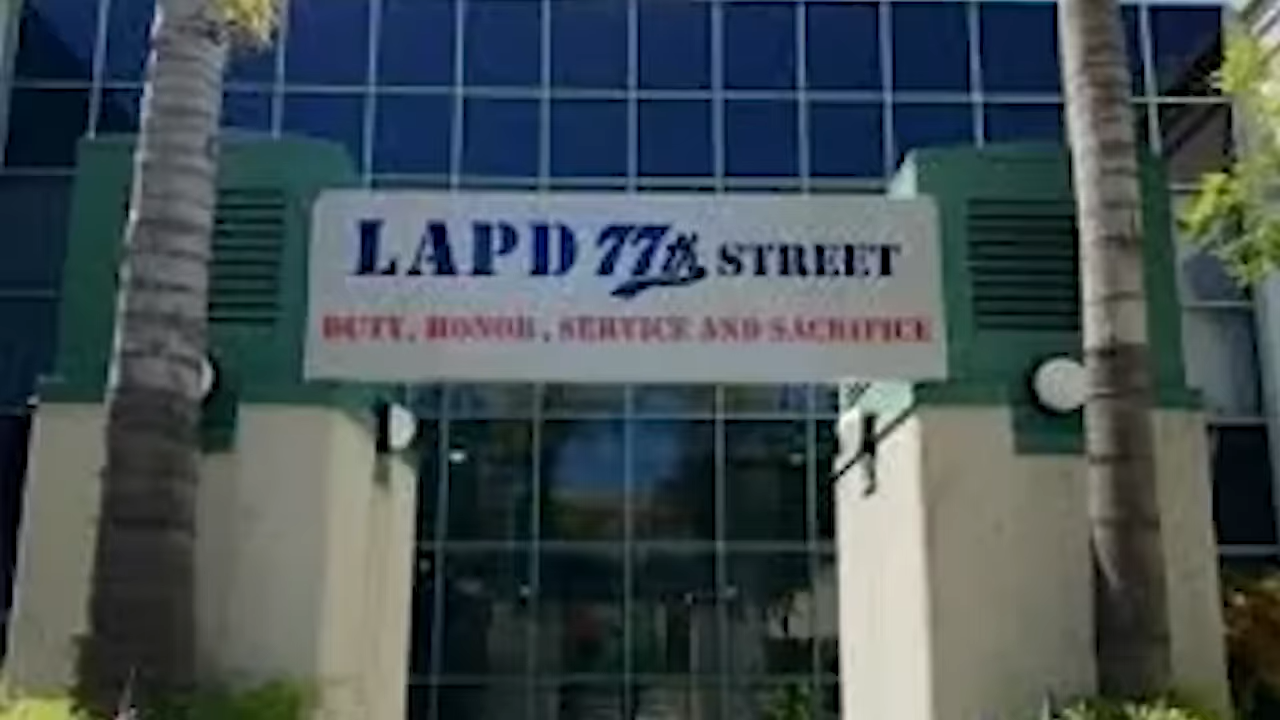 LAPD 77th STREET
DUTY, HONOR, SERVICE AND SACRIFICE